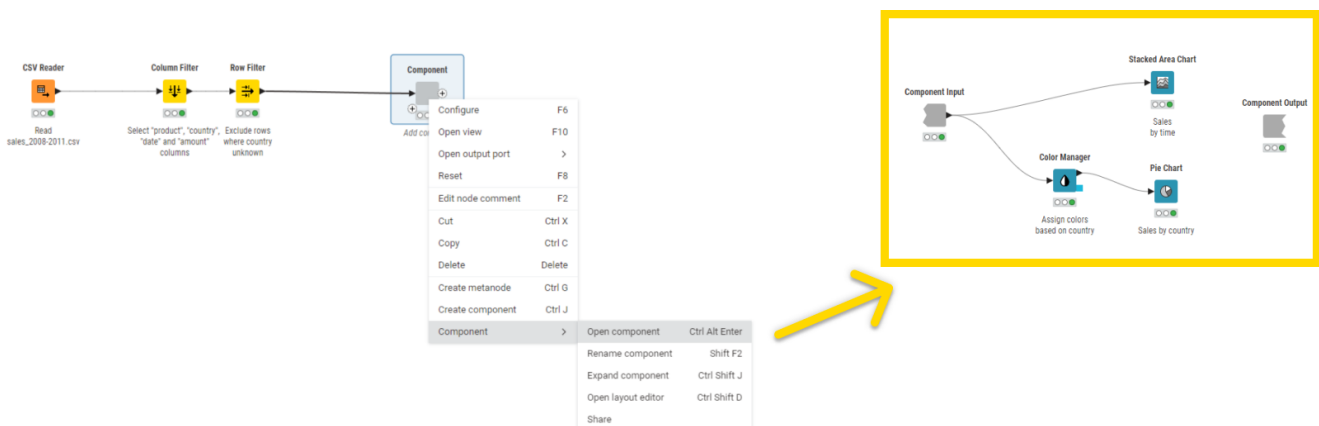 CSV Reader
Read
sales_2008-2011.csv
Column Filter
Select "product", "country",
"date" and "amount"
columns
Row Filter
Exclude rows
where country
unknown
Component
Add com
Configure F6
Open view F10
Open output port >
Reset F8
Edit node comment F2
Cut Ctrl X
Copy Ctrl C
Delete Delete
Create metanode Ctrl G
Create component Ctrl J
Component >
Open component Ctrl Alt Enter
Rename component Shift F2
Expand component Ctrl Shift J
Open layout editor Ctrl Shift D
Share
Component Input
Stacked Area Chart
Sales
by time
Color Manager
Assign colors
based on country
Pie Chart
Sales by country
Component Output